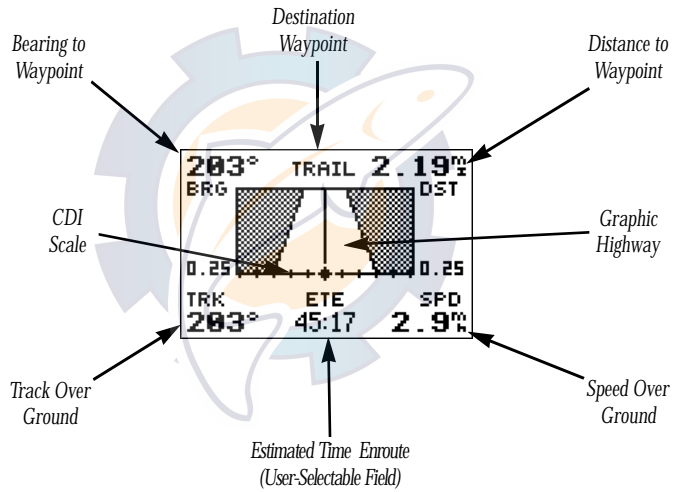 Destination
Waypoint
Bearing to
Waypoint
Distance to
Waypoint
203° TRAIL 2.19mi
BRG DST
CDI
Scale
Graphic
Highway
0.25 0.25
TRK ETE SPD
203° 45:17 2.9mh
Track Over
Ground
Speed Over
Ground
Estimated Time Enroute
(User-Selectable Field)